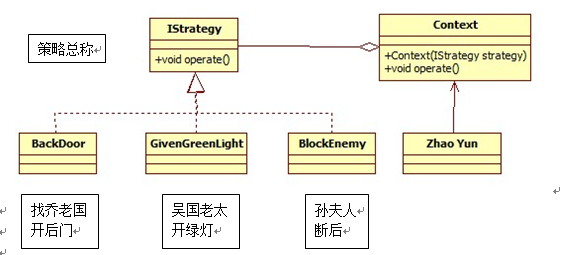 IStrategy
+void operate()
Context
+Context(IStrategy strategy)
+void operate()
策略总称
BackDoor
GivenGreenLight
BlockEnemy
Zhao Yun
找乔老国
开后门
吴国老太
开绿灯
孙夫人
断后